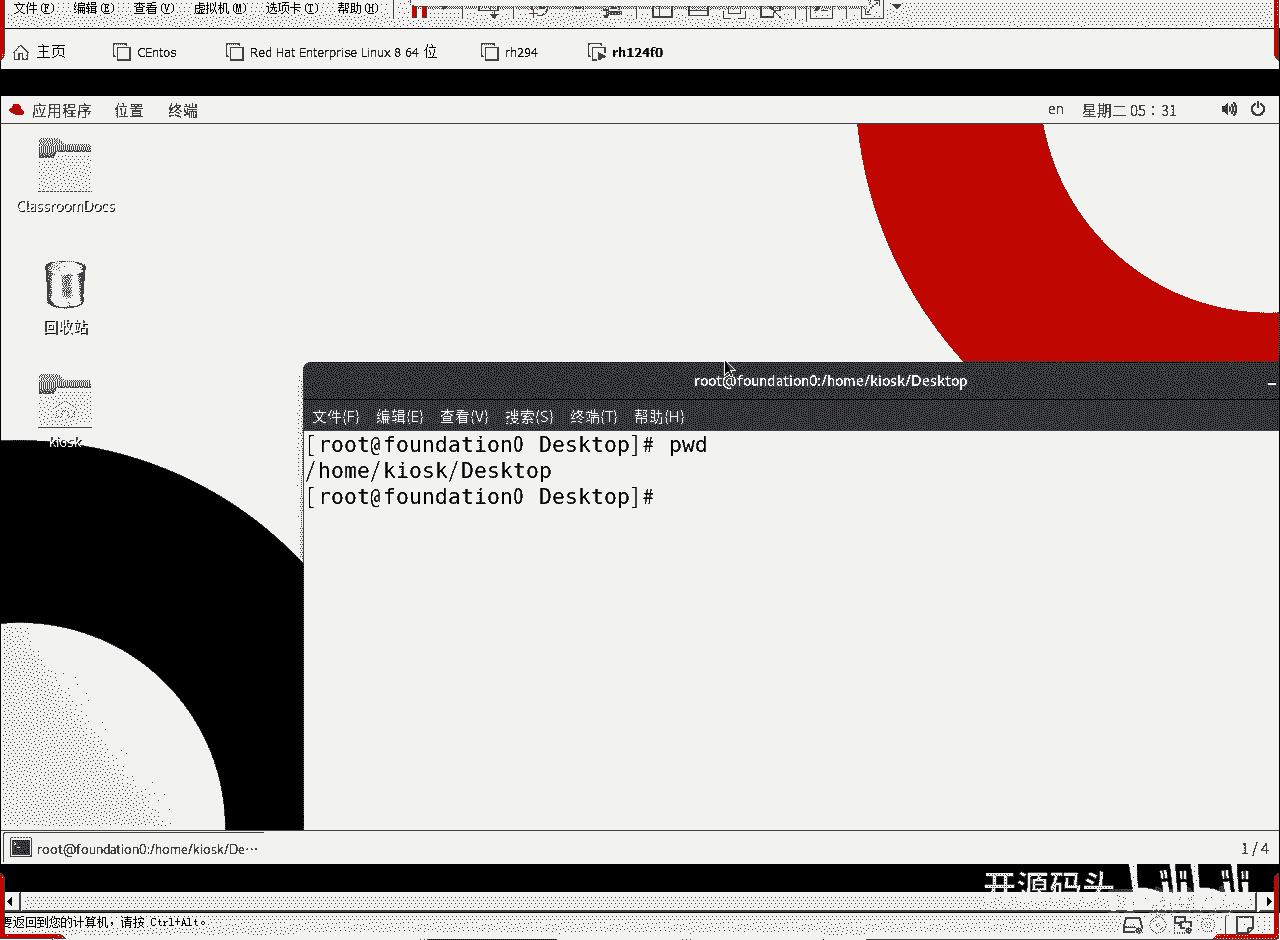 文件(F) 编辑(E) 查看(V) 虚拟机(M) 选项卡(T) 帮助(H)
主页 CEntos Red Hat Enterprise Linux 8 64 位 rh294 rh124f0
应用程序 位置 终端 en 星期二 05：31
ClassroomDocs
回收站
kiosk
root@foundation0:/home/kiosk/Desktop
文件(F) 编辑(E) 查看(V) 搜索(S) 终端(T) 帮助(H)
[root@foundation0 Desktop]# pwd
/home/kiosk/Desktop
[root@foundation0 Desktop]#
root@foundation0:/home/kiosk/De…
1 / 4
开源码头
要返回到您的计算机，请按 Ctrl+Alt。